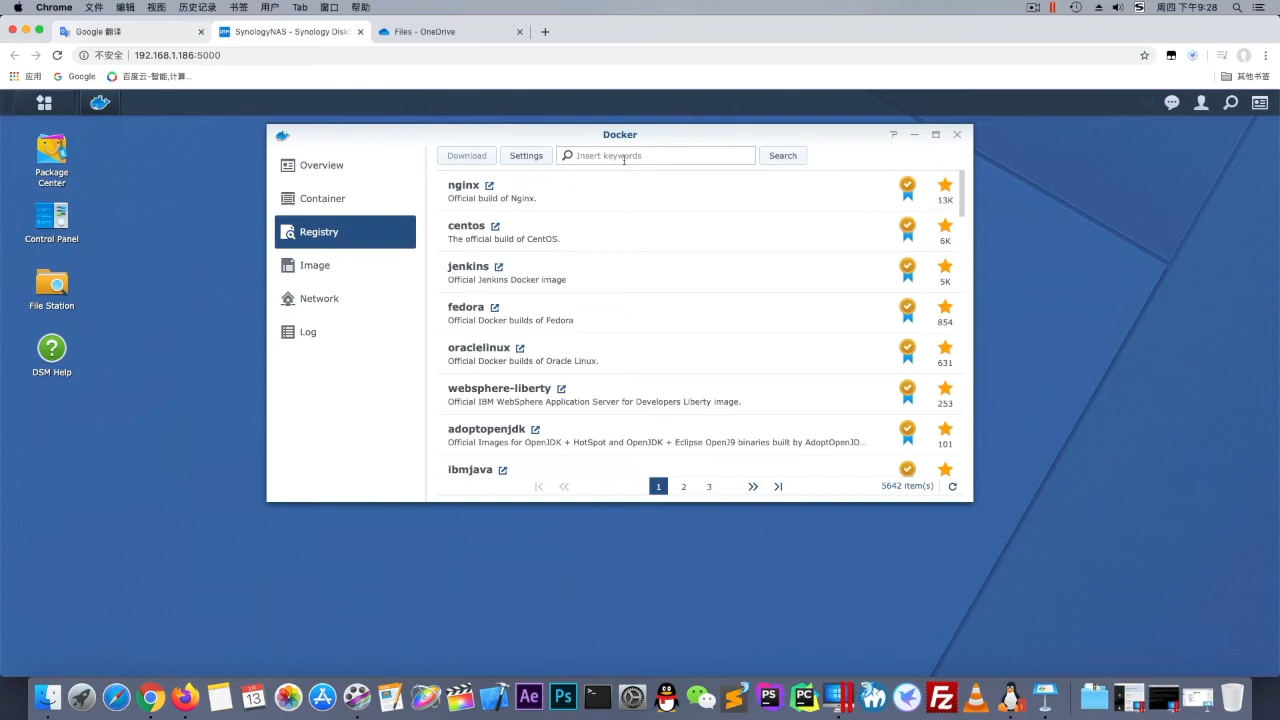 Chrome 文件 编辑 视图 历史记录 书签 用户 Tab 窗口 帮助 周四 下午9:28
Google 翻译 SynologyNAS - Synology Disk Files - OneDrive
不安全 192.168.1.186:5000
应用 Google 百度云-智能,计算... 其他书签
Package Center
Control Panel
File Station
DSM Help
Docker
Overview
Container
Registry
Image
Network
Log
Download Settings Insert keywords Search
nginx
Official build of Nginx.
13K
centos
The official build of CentOS.
6K
jenkins
Official Jenkins Docker image
5K
fedora
Official Docker builds of Fedora
854
oraclelinux
Official Docker builds of Oracle Linux.
631
websphere-liberty
Official IBM WebSphere Application Server for Developers Liberty image.
253
adoptopenjdk
Official Images for OpenJDK + HotSpot and OpenJDK + Eclipse OpenJ9 binaries built by AdoptOpenJD...
101
ibmjava
1 2 3 5642 item(s)
13 Ae Ps PS PC Fz